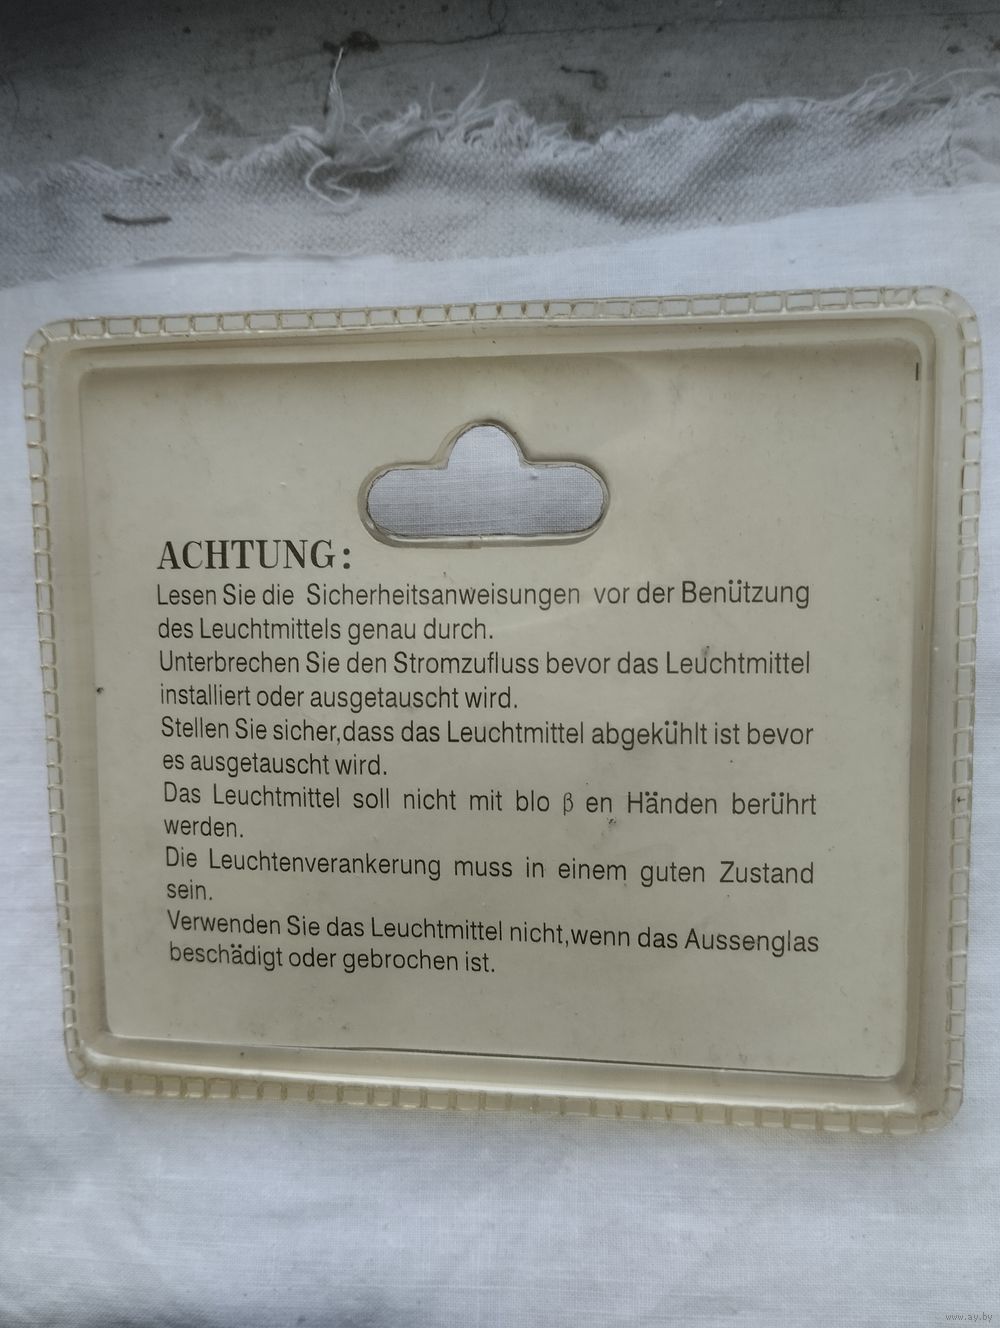 ACHTUNG:
Lesen Sie die Sicherheitsanweisungen vor der Benützung
des Leuchtmittels genau durch.
Unterbrechen Sie den Stromzufluss bevor das Leuchtmittel
installiert oder ausgetauscht wird.
Stellen Sie sicher,dass das Leuchtmittel abgekühlt ist bevor
es ausgetauscht wird.
Das Leuchtmittel soll nicht mit blo β en Händen berührt
werden.
Die Leuchtenverankerung muss in einem guten Zustand
sein.
Verwenden Sie das Leuchtmittel nicht,wenn das Aussenglas
beschädigt oder gebrochen ist.
www.ay.by